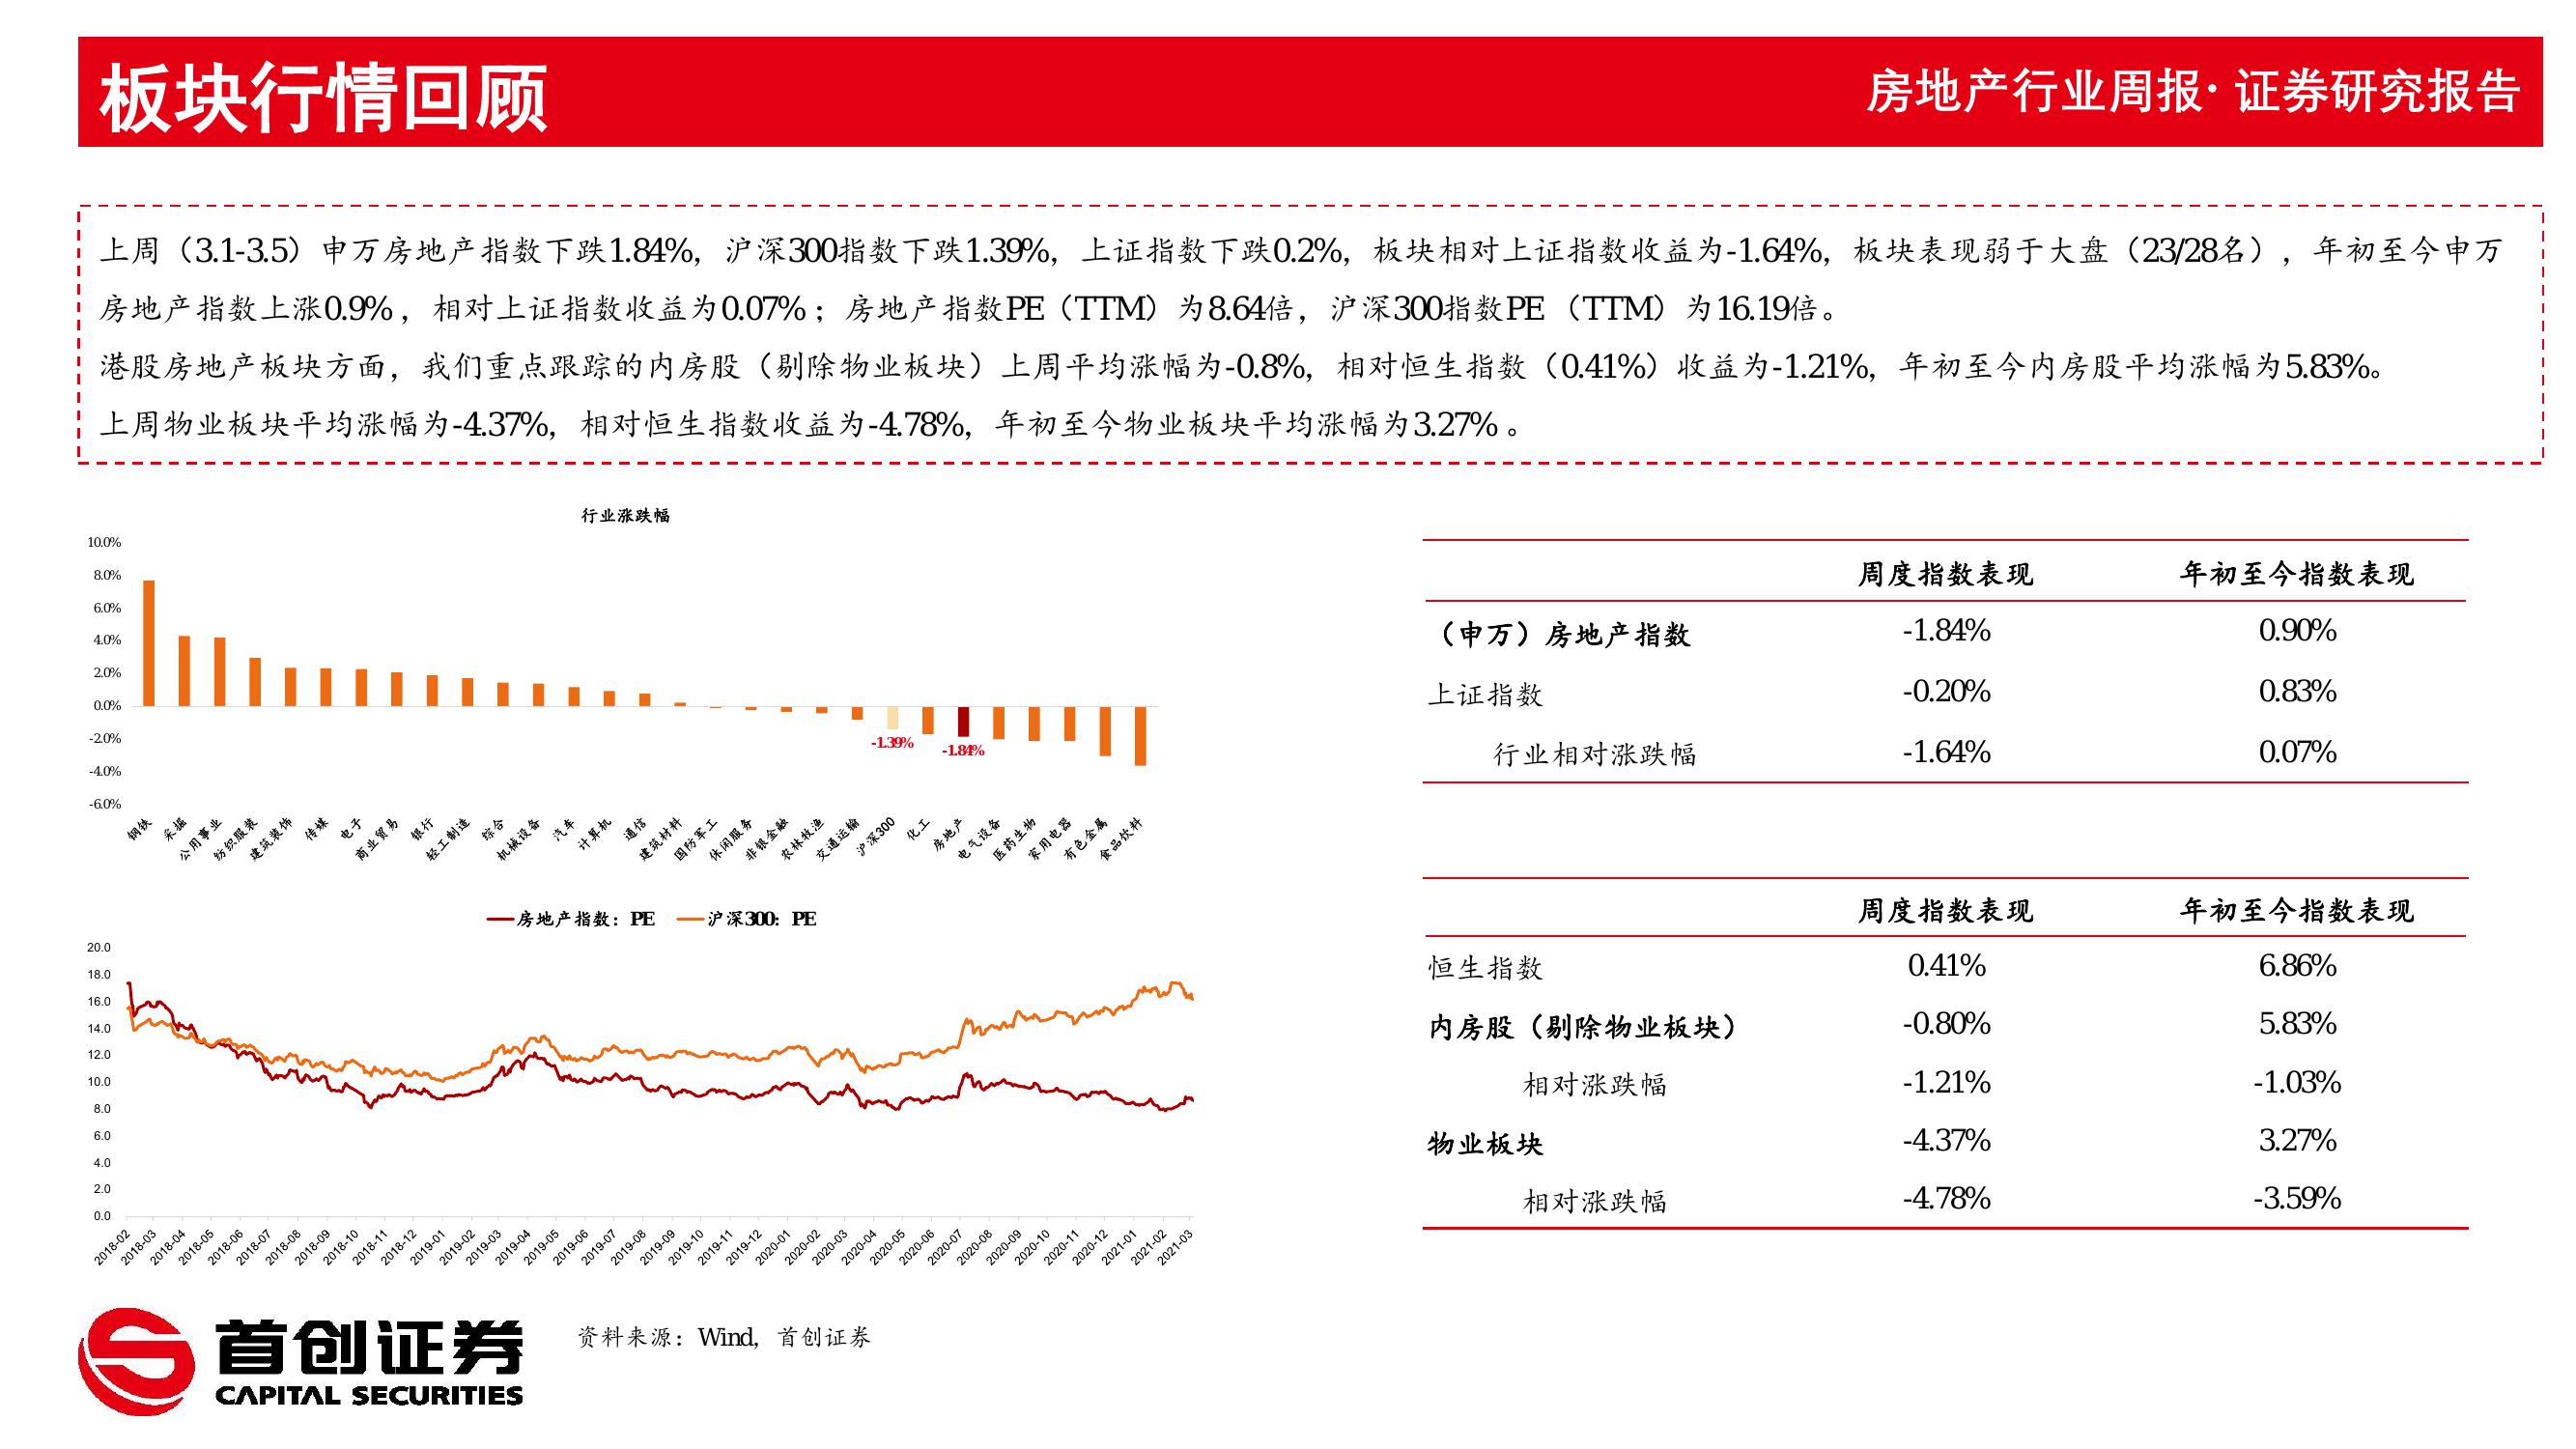 板块行情回顾
房地产行业周报· 证券研究报告
上周（3.1-3.5）申万房地产指数下跌1.84%，沪深300指数下跌1.39%，上证指数下跌0.2%，板块相对上证指数收益为-1.64%，板块表现弱于大盘（23/28名），年初至今申万
房地产指数上涨0.9% ，相对上证指数收益为0.07% ；房地产指数PE（TTM）为8.64倍，沪深300指数PE （TTM）为16.19倍。
港股房地产板块方面，我们重点跟踪的内房股（剔除物业板块）上周平均涨幅为-0.8%，相对恒生指数（0.41%）收益为-1.21%，年初至今内房股平均涨幅为5.83%。
上周物业板块平均涨幅为-4.37%，相对恒生指数收益为-4.78%，年初至今物业板块平均涨幅为3.27% 。
行业涨跌幅
10.0%
8.0%
6.0%
4.0%
2.0%
0.0%
-2.0%
-4.0%
-6.0%
-1.39%
-1.84%
钢铁
采掘
公用事业
纺织服装
建筑装饰
传媒
电子
商业贸易
银行
轻工制造
综合
机械设备
汽车
计算机
通信
建筑材料
国防军工
休闲服务
非银金融
农林牧渔
交通运输
沪深300
化工
房地产
电气设备
医药生物
家用电器
有色金属
食品饮料
房地产指数：PE 沪深300：PE
20.0
18.0
16.0
14.0
12.0
10.0
8.0
6.0
4.0
2.0
0.0
2018-02
2018-03
2018-04
2018-05
2018-06
2018-07
2018-08
2018-09
2018-10
2018-11
2018-12
2019-01
2019-02
2019-03
2019-04
2019-05
2019-06
2019-07
2019-08
2019-09
2019-10
2019-11
2019-12
2020-01
2020-02
2020-03
2020-04
2020-05
2020-06
2020-07
2020-08
2020-09
2020-10
2020-11
2020-12
2021-01
2021-02
2021-03
周度指数表现 年初至今指数表现
（申万）房地产指数 -1.84% 0.90%
上证指数 -0.20% 0.83%
行业相对涨跌幅 -1.64% 0.07%
周度指数表现 年初至今指数表现
恒生指数 0.41% 6.86%
内房股（剔除物业板块） -0.80% 5.83%
相对涨跌幅 -1.21% -1.03%
物业板块 -4.37% 3.27%
相对涨跌幅 -4.78% -3.59%
首创证券
CAPITAL SECURITIES
资料来源：Wind，首创证券